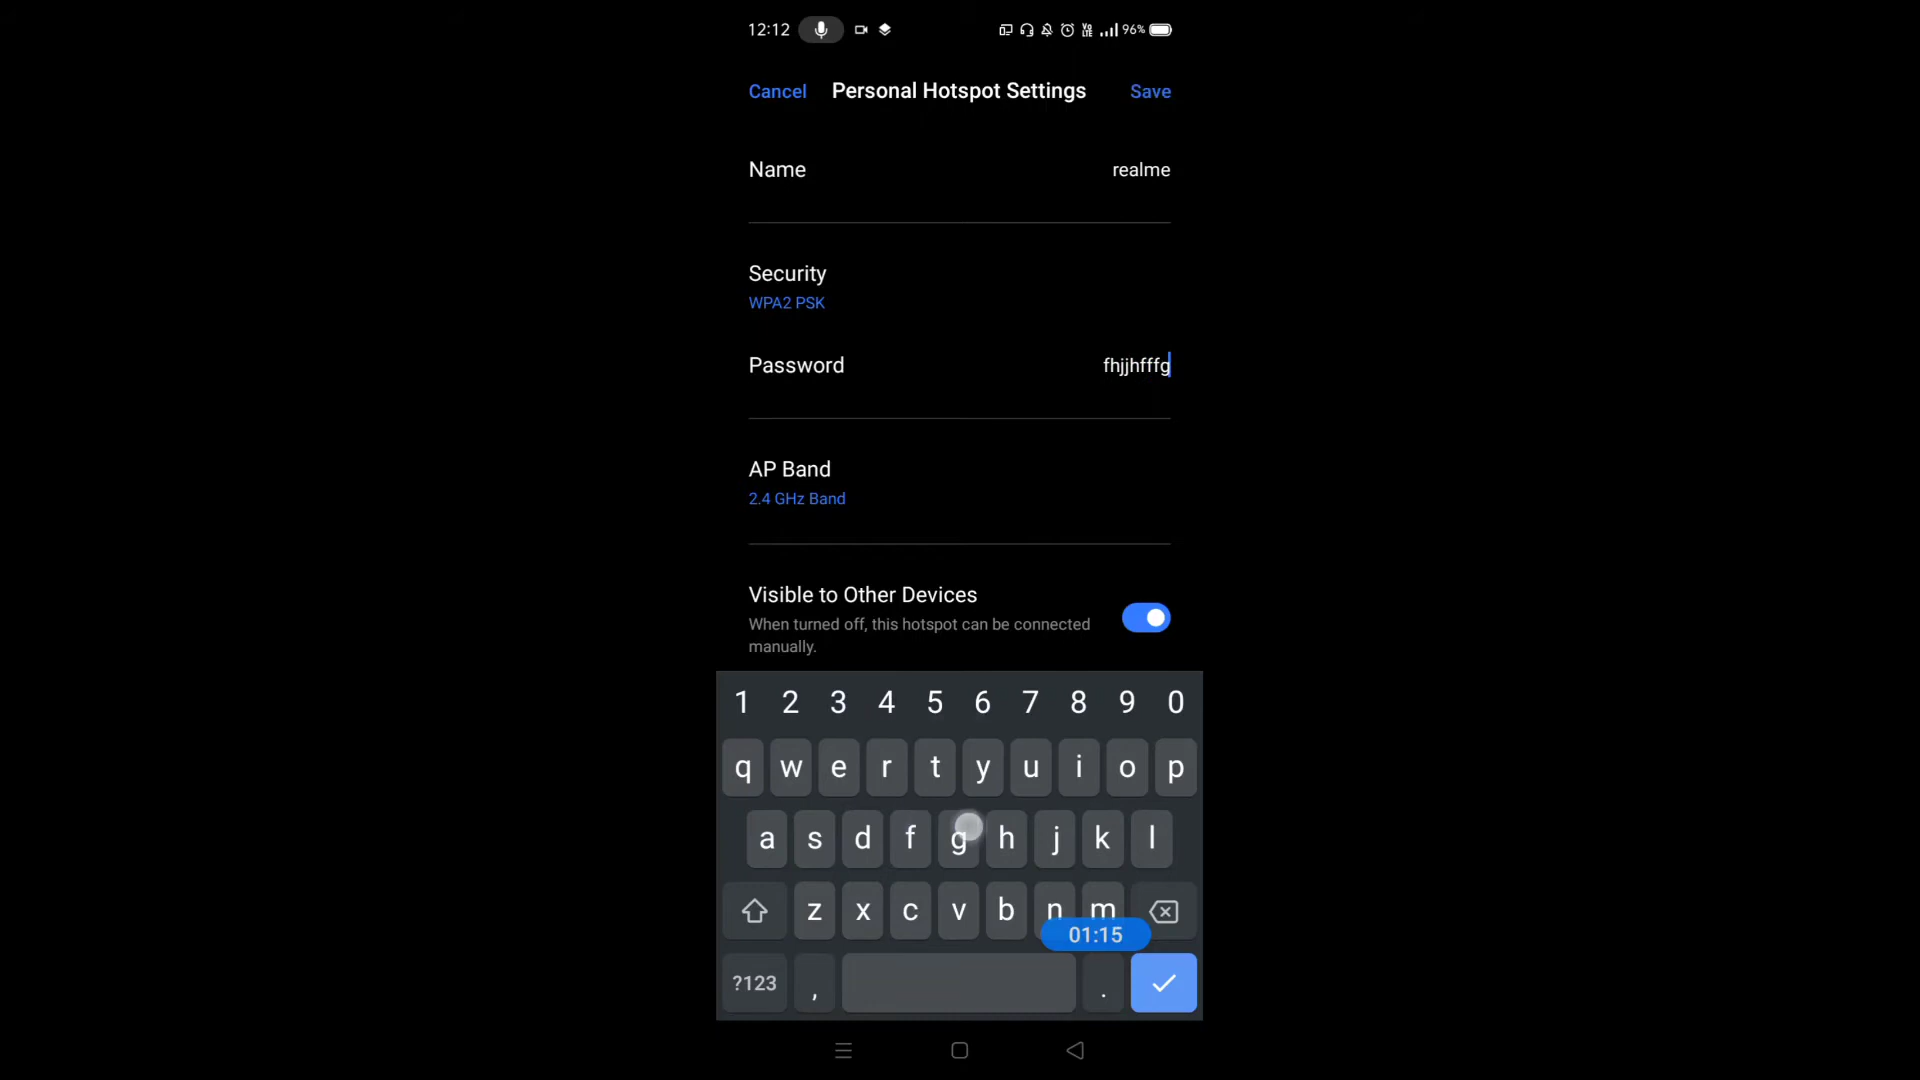 12:12 VO LTE 96%
Cancel Personal Hotspot Settings Save
Name realme
Security
WPA2 PSK
Password fhjjhfffg
AP Band
2.4 GHz Band
Visible to Other Devices
When turned off, this hotspot can be connected
manually.
1 2 3 4 5 6 7 8 9 0
q w e r t y u i o p
a s d f g h j k l
z x c v b n m
01:15
?123 , .